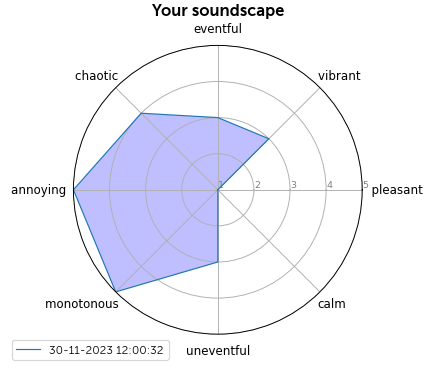 Your soundscape
eventful
chaotic
vibrant
annoying
1
2
3
4
5
pleasant
monotonous
calm
uneventful
30-11-2023 12:00:32